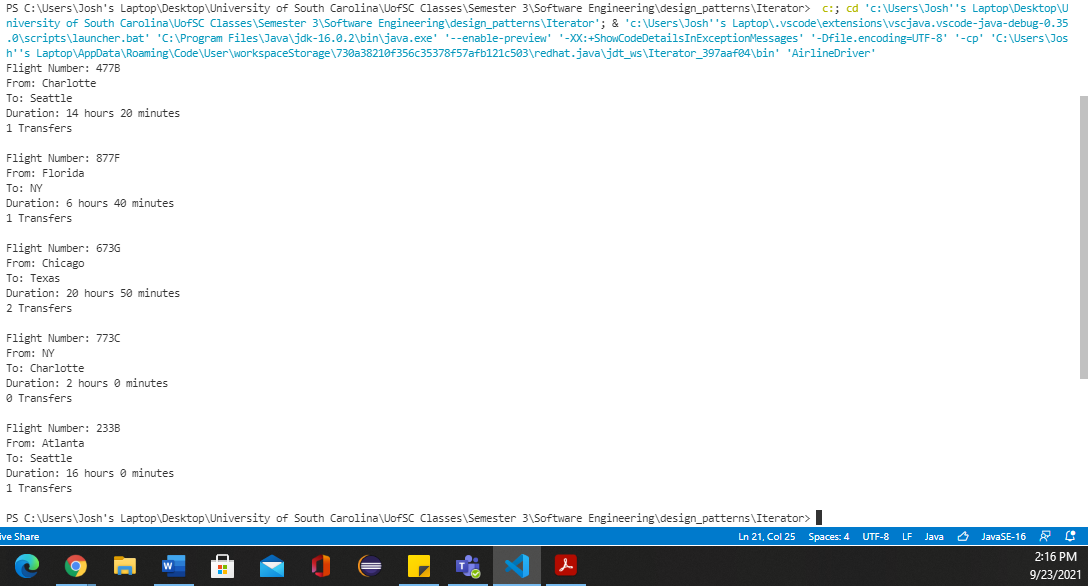 PS C:\Users\Josh's Laptop\Desktop\University of South Carolina\UofSC Classes\Semester 3\Software Engineering\design_patterns\Iterator>  c:; cd 'c:\Users\Josh''s Laptop\Desktop\U
niversity of South Carolina\UofSC Classes\Semester 3\Software Engineering\design_patterns\Iterator'; & 'c:\Users\Josh''s Laptop\.vscode\extensions\vscjava.vscode-java-debug-0.35
.0\scripts\launcher.bat' 'C:\Program Files\Java\jdk-16.0.2\bin\java.exe' '--enable-preview' '-XX:+ShowCodeDetailsInExceptionMessages' '-Dfile.encoding=UTF-8' '-cp' 'C:\Users\Jos
h''s Laptop\AppData\Roaming\Code\User\workspaceStorage\730a38210f356c35378f57afb121c503\redhat.java\jdt_ws\Iterator_397aaf04\bin' 'AirlineDriver'
Flight Number: 477B
From: Charlotte
To: Seattle
Duration: 14 hours 20 minutes
1 Transfers
Flight Number: 877F
From: Florida
To: NY
Duration: 6 hours 40 minutes
1 Transfers
Flight Number: 673G
From: Chicago
To: Texas
Duration: 20 hours 50 minutes
2 Transfers
Flight Number: 773C
From: NY
To: Charlotte
Duration: 2 hours 0 minutes
0 Transfers
Flight Number: 233B
From: Atlanta
To: Seattle
Duration: 16 hours 0 minutes
1 Transfers
PS C:\Users\Josh's Laptop\Desktop\University of South Carolina\UofSC Classes\Semester 3\Software Engineering\design_patterns\Iterator>
ive Share Ln 21, Col 25 Spaces: 4 UTF-8 LF Java JavaSE-16
2:16 PM
9/23/2021